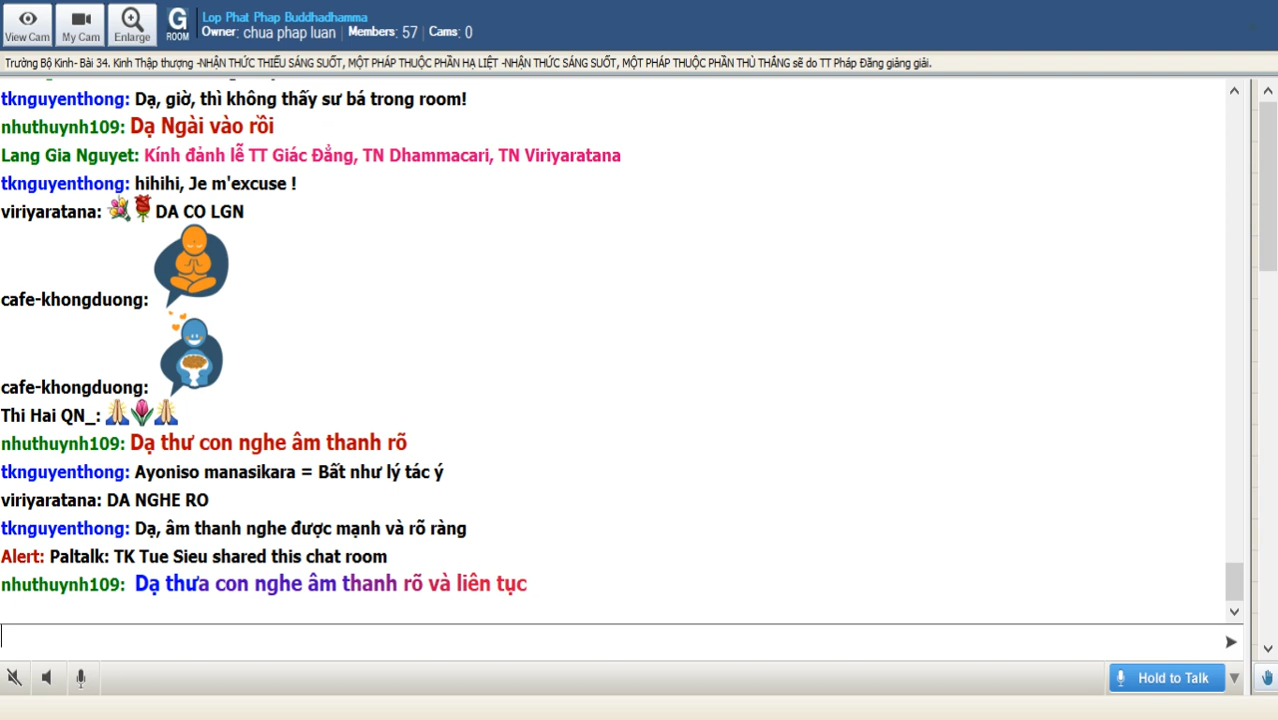 View Cam
My Cam
Enlarge
G
ROOM
Lop Phat Phap Buddhadhamma
Owner: chua phap luan | Members: 57 | Cams: 0
Trường Bộ Kinh- Bài 34. Kinh Thập thượng -NHẬN THỨC THIẾU SÁNG SUỐT, MỘT PHÁP THUỘC PHẦN HẠ LIỆT -NHẬN THỨC SÁNG SUỐT, MỘT PHÁP THUỘC PHẦN THÙ THẮNG sẽ do TT Pháp Đăng giảng giải.
tknguyenthong: Dạ, giờ, thì không thấy sư bá trong room!
nhuthuynh109: Dạ Ngài vào rồi
Lang Gia Nguyet: Kính đảnh lễ TT Giác Đẳng, TN Dhammacari, TN Viriyaratana
tknguyenthong: hihihi, Je m'excuse !
viriyaratana: DA CO LGN
cafe-khongduong:
cafe-khongduong:
Thi Hai QN_:
nhuthuynh109: Dạ thư con nghe âm thanh rõ
tknguyenthong: Ayoniso manasikara = Bất như lý tác ý
viriyaratana: DA NGHE RO
tknguyenthong: Dạ, âm thanh nghe được mạnh và rõ ràng
Alert: Paltalk: TK Tue Sieu shared this chat room
nhuthuynh109: Dạ thưa con nghe âm thanh rõ và liên tục
Hold to Talk